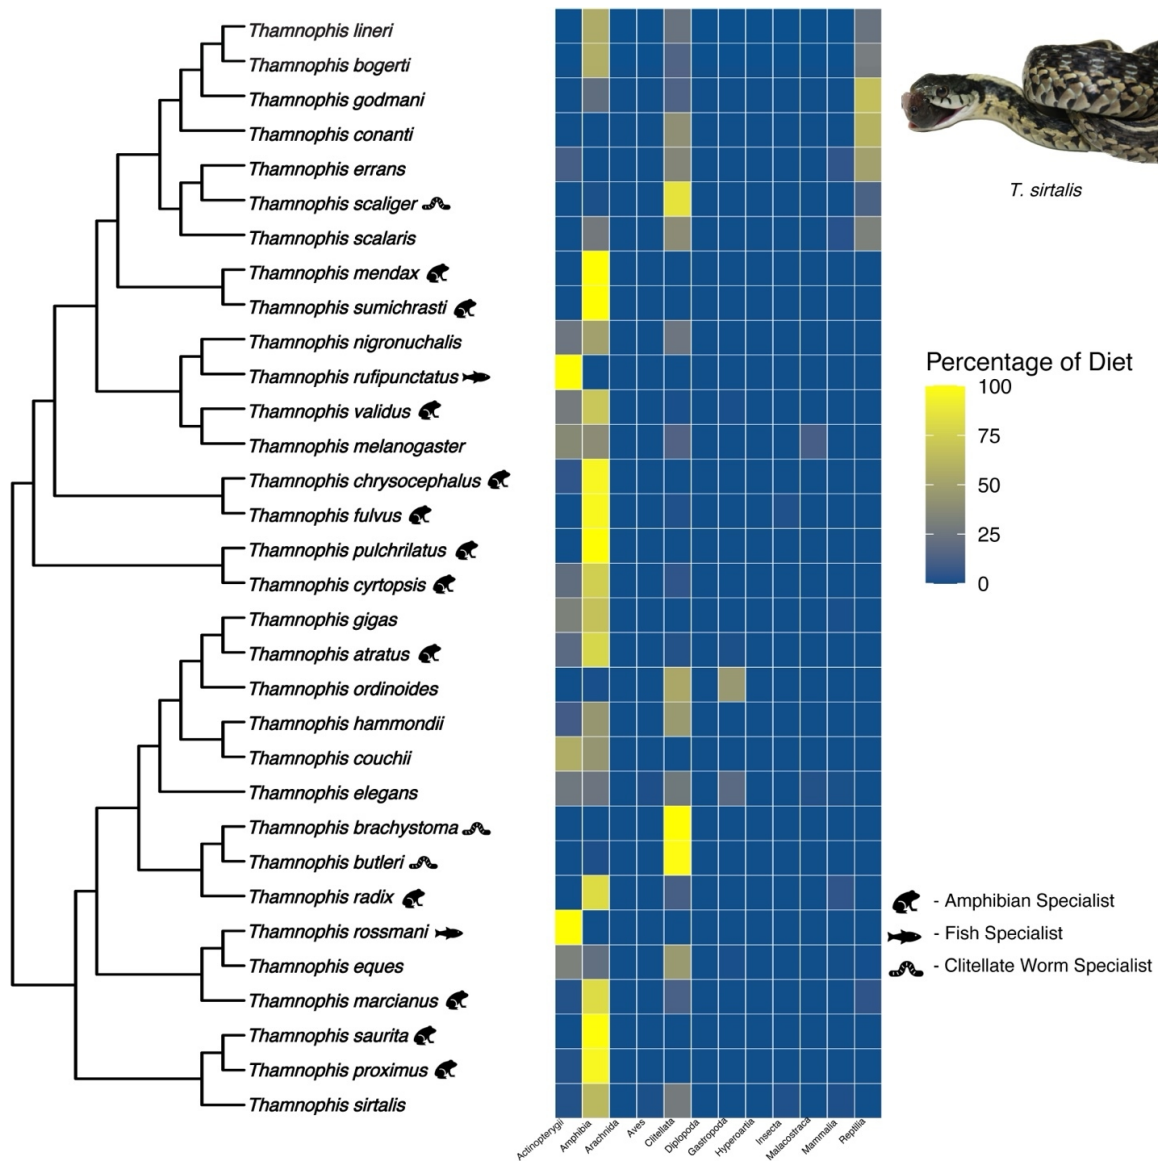 Thamnophis lineri
Thamnophis bogerti
Thamnophis godmani
Thamnophis conanti
Thamnophis errans
Thamnophis scaliger
Thamnophis scalaris
Thamnophis mendax
Thamnophis sumichrasti
Thamnophis nigronuchalis
Thamnophis rufipunctatus
Thamnophis validus
Thamnophis melanogaster
Thamnophis chrysocephalus
Thamnophis fulvus
Thamnophis pulchrilatus
Thamnophis cyrtopsis
Thamnophis gigas
Thamnophis atratus
Thamnophis ordinoides
Thamnophis hammondii
Thamnophis couchii
Thamnophis elegans
Thamnophis brachystoma
Thamnophis butleri
Thamnophis radix
Thamnophis rossmani
Thamnophis eques
Thamnophis marcianus
Thamnophis saurita
Thamnophis proximus
Thamnophis sirtalis
Actinopterygii
Amphibia
Arachnida
Aves
Clitellata
Diplopoda
Gastropoda
Hyperoartia
Insecta
Malacostraca
Mammalia
Reptilia
T. sirtalis
Percentage of Diet
100
75
50
25
0
- Amphibian Specialist
- Fish Specialist
- Clitellate Worm Specialist